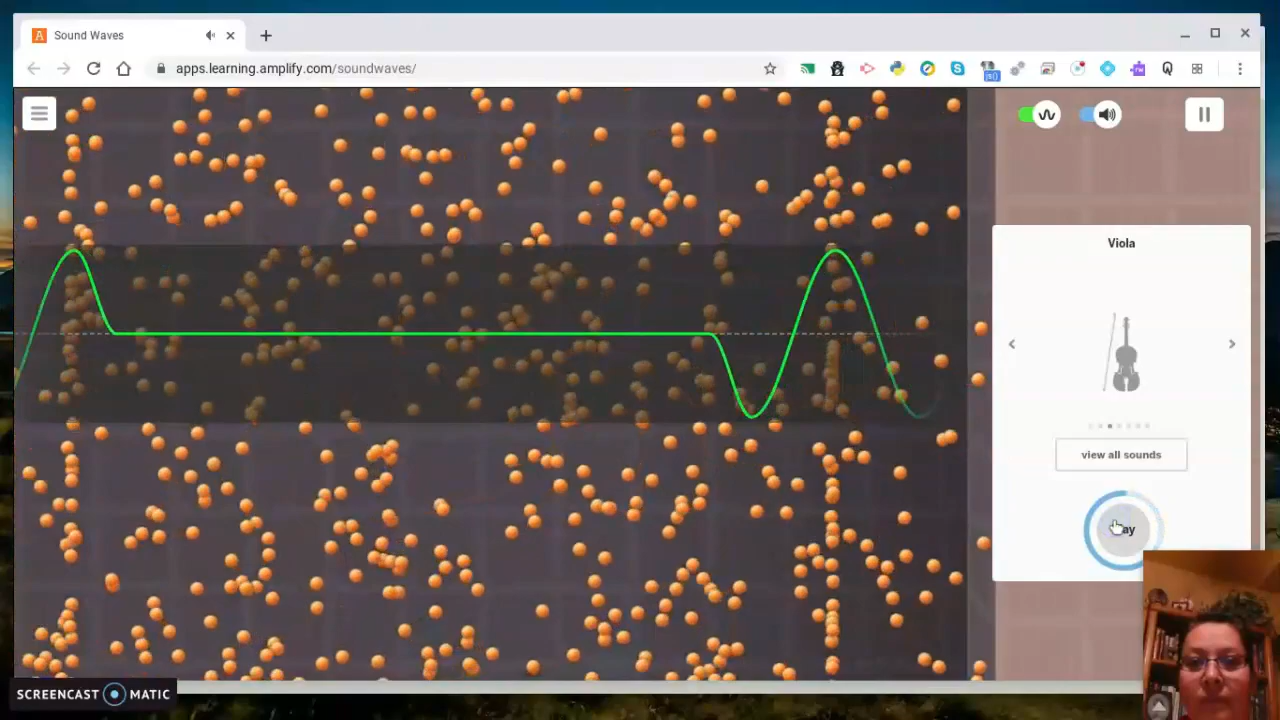 Sound Waves
apps.learning.amplify.com/soundwaves/
Viola
view all sounds
SCREENCAST MATIC